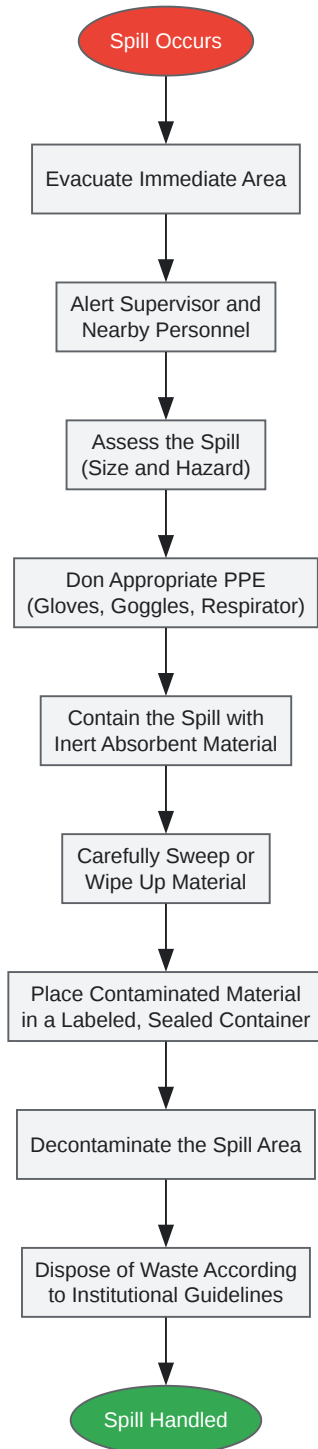 Spill Occurs
Evacuate Immediate Area
Alert Supervisor and
Nearby Personnel
Assess the Spill
(Size and Hazard)
Don Appropriate PPE
(Gloves, Goggles, Respirator)
Contain the Spill with
Inert Absorbent Material
Carefully Sweep or
Wipe Up Material
Place Contaminated Material
in a Labeled, Sealed Container
Decontaminate the Spill Area
Dispose of Waste According
to Institutional Guidelines
Spill Handled